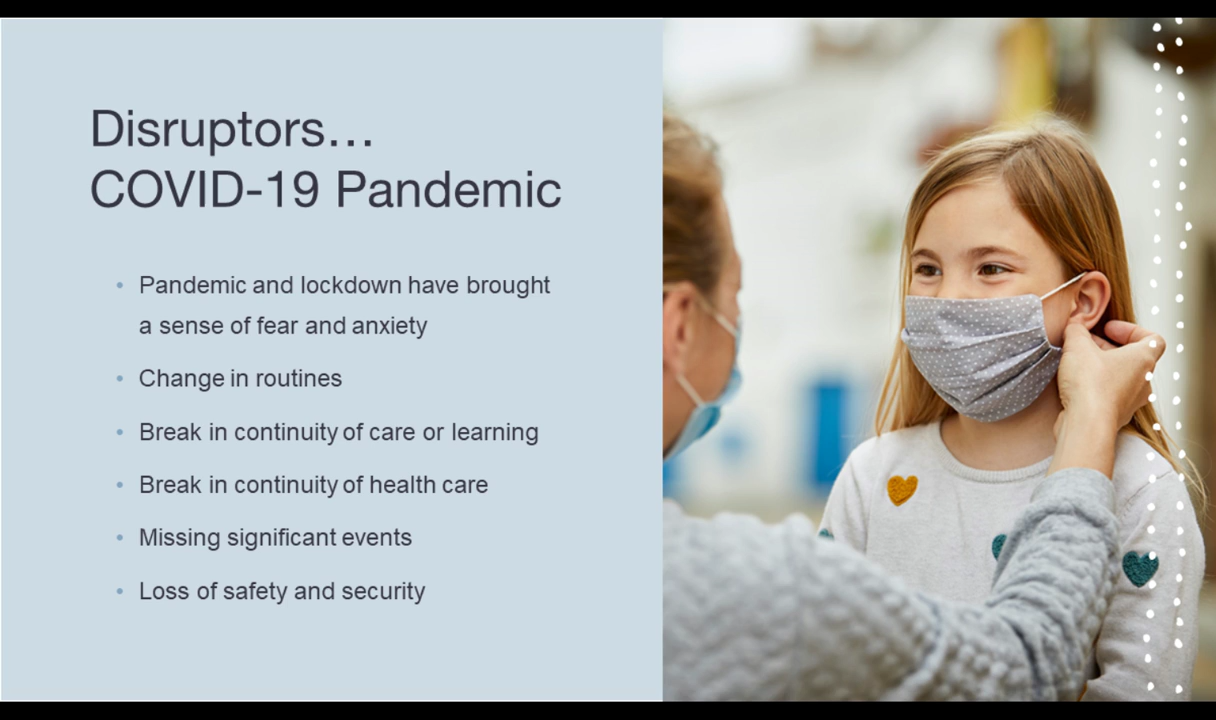 Disruptors…
COVID-19 Pandemic
• Pandemic and lockdown have brought
a sense of fear and anxiety
• Change in routines
• Break in continuity of care or learning
• Break in continuity of health care
• Missing significant events
• Loss of safety and security